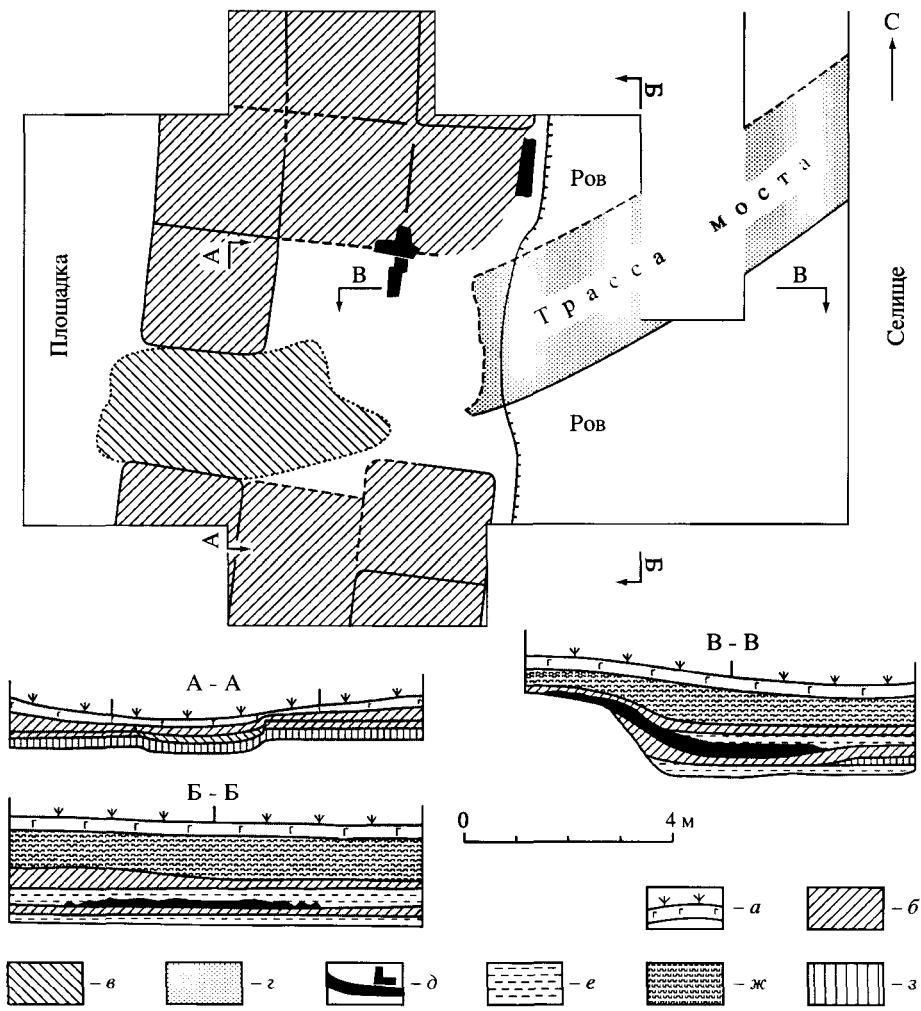 С
Б
Ров
Трасса моста
А
В
В
Площадка
Селище
Ров
А
Б
А - А
В - В
Б - Б
0 4 м
- а
- б
- в
- г
- д
- е
- ж
- з